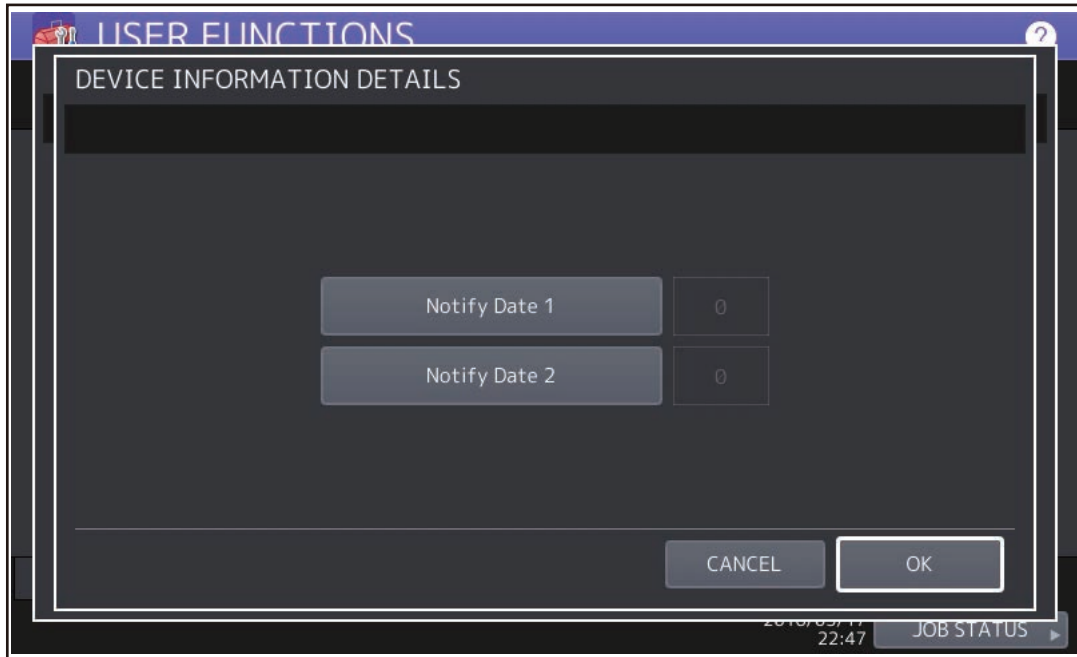 USER FUNCTIONS
?
DEVICE INFORMATION DETAILS
Notify Date 1
0
Notify Date 2
0
CANCEL
OK
22:47
JOB STATUS